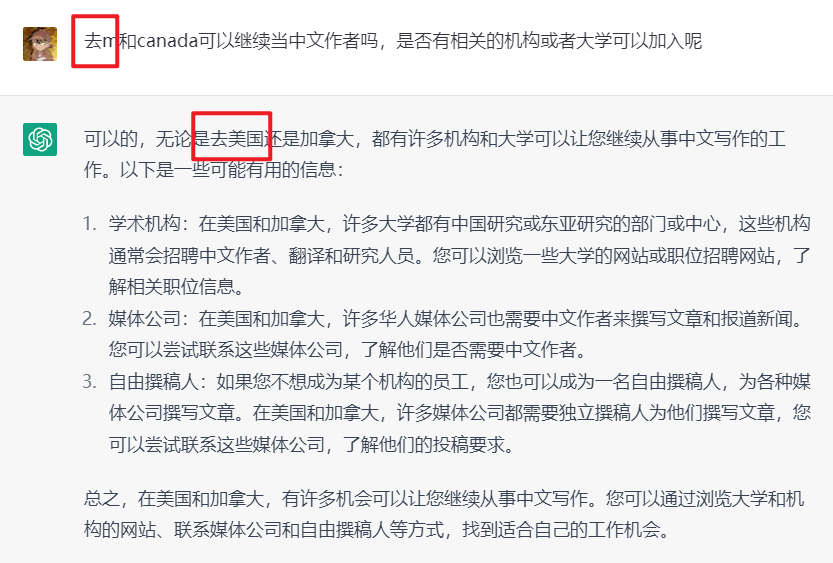 去m和canada可以继续当中文作者吗，是否有相关的机构或者大学可以加入呢
可以的，无论是去美国还是加拿大，都有许多机构和大学可以让您继续从事中文写作的工
作。以下是一些可能有用的信息：
1. 学术机构：在美国和加拿大，许多大学都有中国研究或东亚研究的部门或中心，这些机构
通常会招聘中文作者、翻译和研究人员。您可以浏览一些大学的网站或职位招聘网站，了
解相关职位信息。
2. 媒体公司：在美国和加拿大，许多华人媒体公司也需要中文作者来撰写文章和报道新闻。
您可以尝试联系这些媒体公司，了解他们是否需要中文作者。
3. 自由撰稿人：如果您不想成为某个机构的员工，您也可以成为一名自由撰稿人，为各种媒
体公司撰写文章。在美国和加拿大，许多媒体公司都需要独立撰稿人为他们撰写文章，您
可以尝试联系这些媒体公司，了解他们的投稿要求。
总之，在美国和加拿大，有许多机会可以让您继续从事中文写作。您可以通过浏览大学和机
构的网站、联系媒体公司和自由撰稿人等方式，找到适合自己的工作机会。